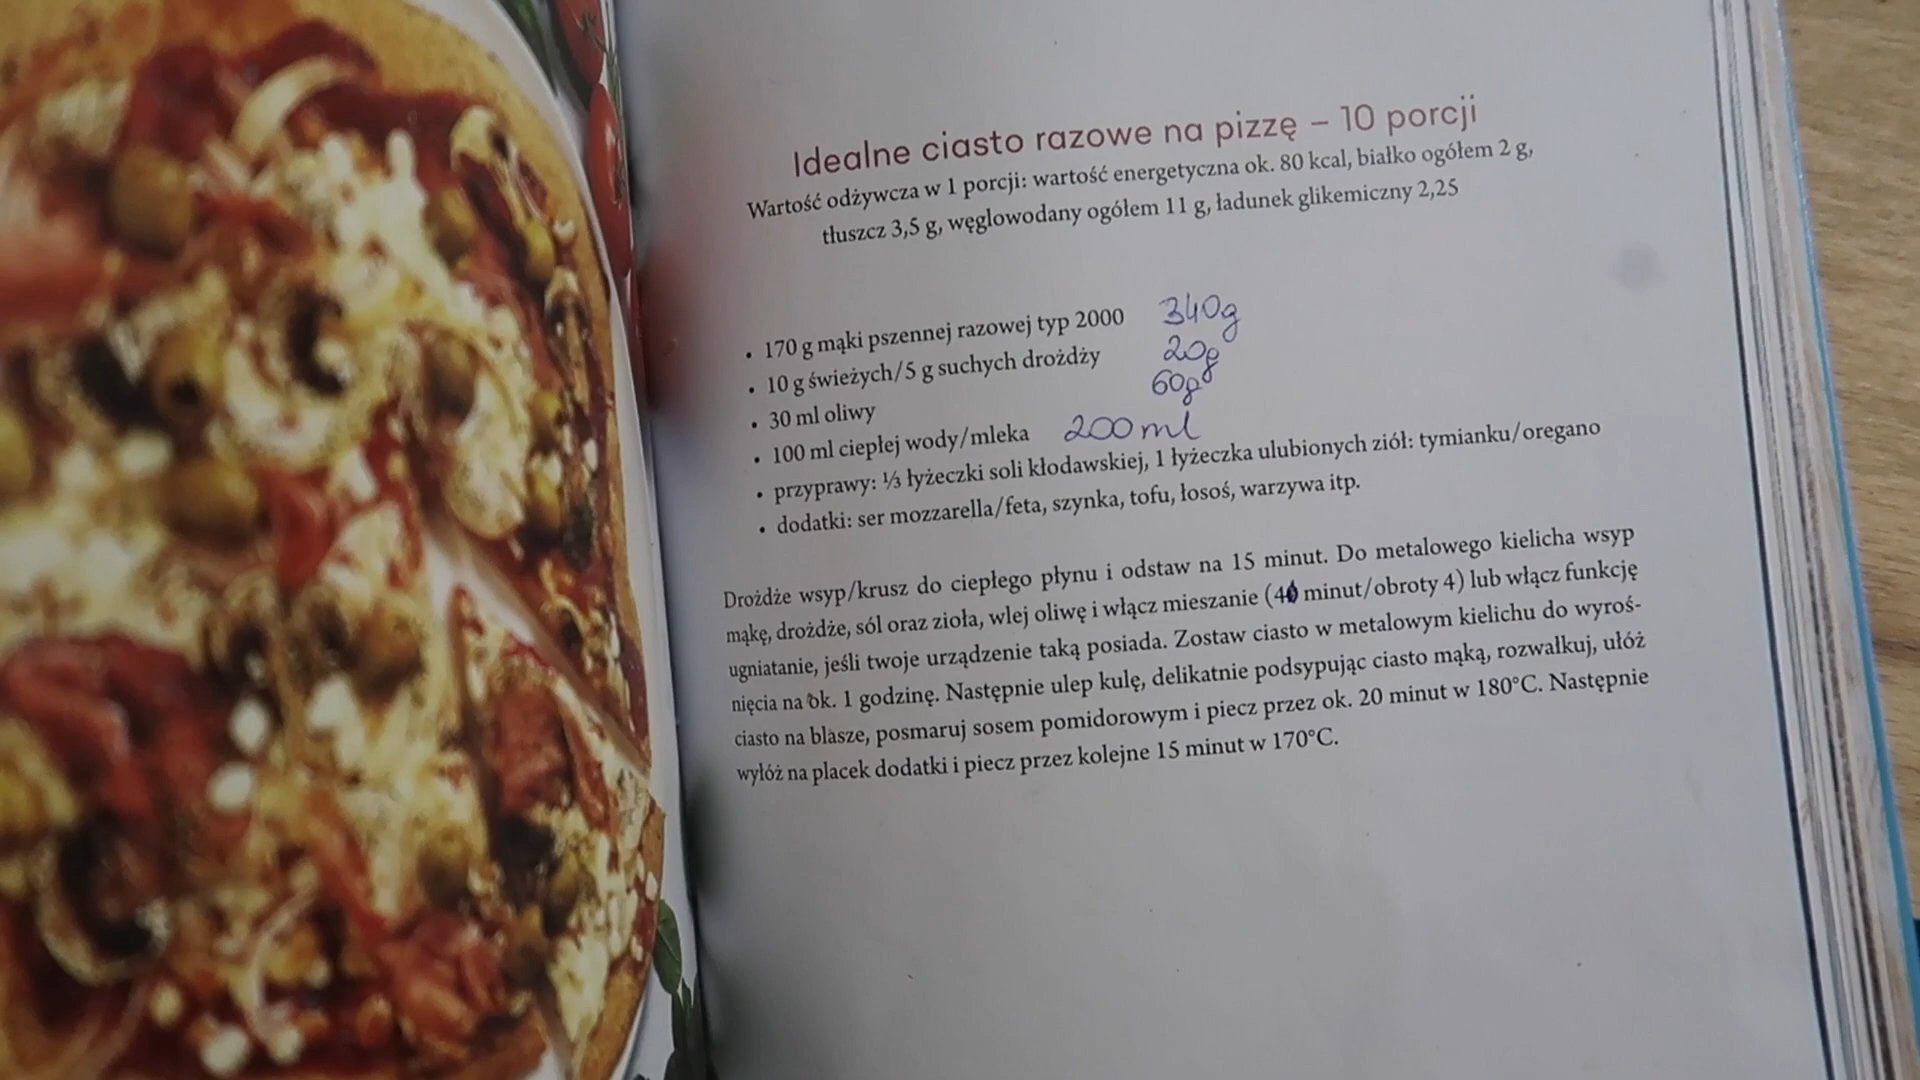 Idealne ciasto razowe na pizzę – 10 porcji
Wartość odżywcza w 1 porcji: wartość energetyczna ok. 80 kcal, białko ogółem 2 g,
tłuszcz 3,5 g, węglowodany ogółem 11 g, ładunek glikemiczny 2,25
• 170 g mąki pszennej razowej typ 2000 340g
• 10 g świeżych/5 g suchych drożdży 20g
• 30 ml oliwy 60g
• 100 ml ciepłej wody/mleka 200 ml
• przyprawy: ⅓ łyżeczki soli kłodawskiej, 1 łyżeczka ulubionych ziół: tymianku/oregano
• dodatki: ser mozzarella/feta, szynka, tofu, łosoś, warzywa itp.
Drożdże wsyp/krusz do ciepłego płynu i odstaw na 15 minut. Do metalowego kielicha wsyp
mąkę, drożdże, sól oraz zioła, wlej oliwę i włącz mieszanie (4 minut/obroty 4) lub włącz funkcję
ugniatanie, jeśli twoje urządzenie taką posiada. Zostaw ciasto w metalowym kielichu do wyroś-
nięcia na ok. 1 godzinę. Następnie ulep kulę, delikatnie podsypując ciasto mąką, rozwałkuj, ułóż
ciasto na blasze, posmaruj sosem pomidorowym i piecz przez ok. 20 minut w 180°C. Następnie
wyłóż na placek dodatki i piecz przez kolejne 15 minut w 170°C.